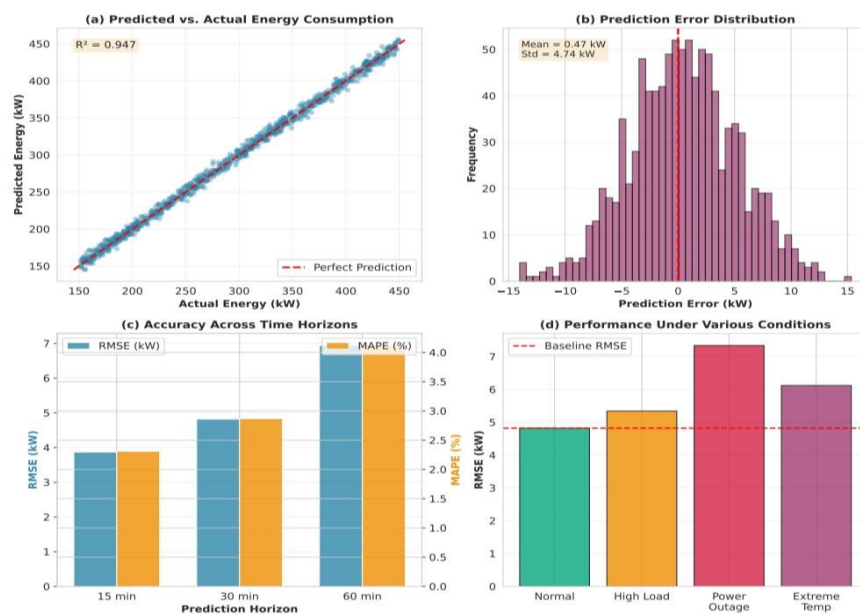 (a) Predicted vs. Actual Energy Consumption
R² = 0.947
Predicted Energy (kW)
450
400
350
300
250
200
150
Perfect Prediction
150 200 250 300 350 400 450
Actual Energy (kW)
(b) Prediction Error Distribution
Mean = 0.47 kW
Std = 4.74 kW
Frequency
50
40
30
20
10
0
−15 −10 −5 0 5 10 15
Prediction Error (kW)
(c) Accuracy Across Time Horizons
RMSE (kW)
MAPE (%)
RMSE (kW)
7
6
5
4
3
2
1
0
MAPE (%)
4.0
3.5
3.0
2.5
2.0
1.5
1.0
0.5
0.0
15 min 30 min 60 min
Prediction Horizon
(d) Performance Under Various Conditions
Baseline RMSE
RMSE (kW)
7
6
5
4
3
2
1
0
Normal High Load Power Outage Extreme Temp